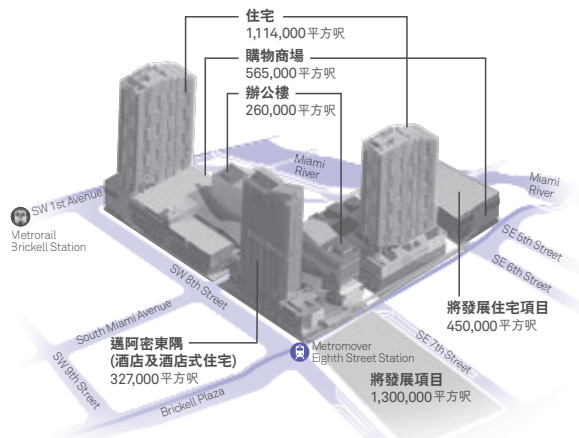 住宅
1,114,000平方呎
購物商場
565,000平方呎
辦公樓
260,000平方呎
Miami
River
Miami
River
SW 1st Avenue
Metrorail
Brickell Station
SW 8th Street
SE 5th Street
SE 6th Street
South Miami Avenue
將發展住宅項目
450,000平方呎
邁阿密東隅
(酒店及酒店式住宅)
327,000平方呎
Metromover
Eighth Street Station
SE 7th Street
SW 9th Street
將發展項目
1,300,000平方呎
Brickell Plaza